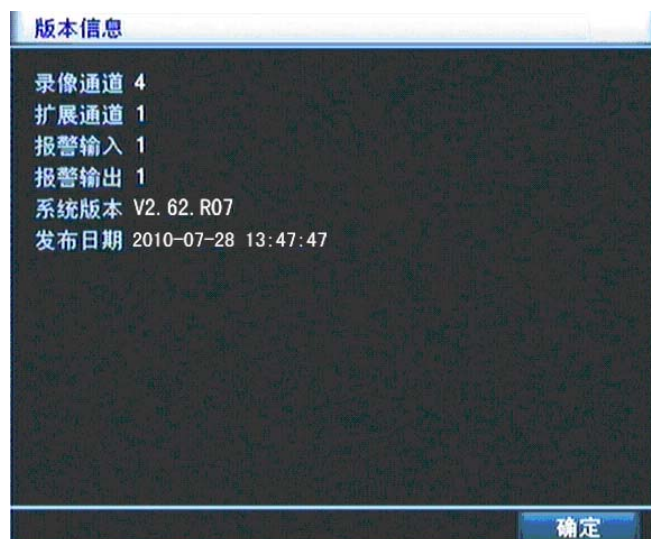 版本信息
录像通道 4
扩展通道 1
报警输入 1
报警输出 1
系统版本 V2.62.R07
发布日期 2010-07-28 13:47:47
确定